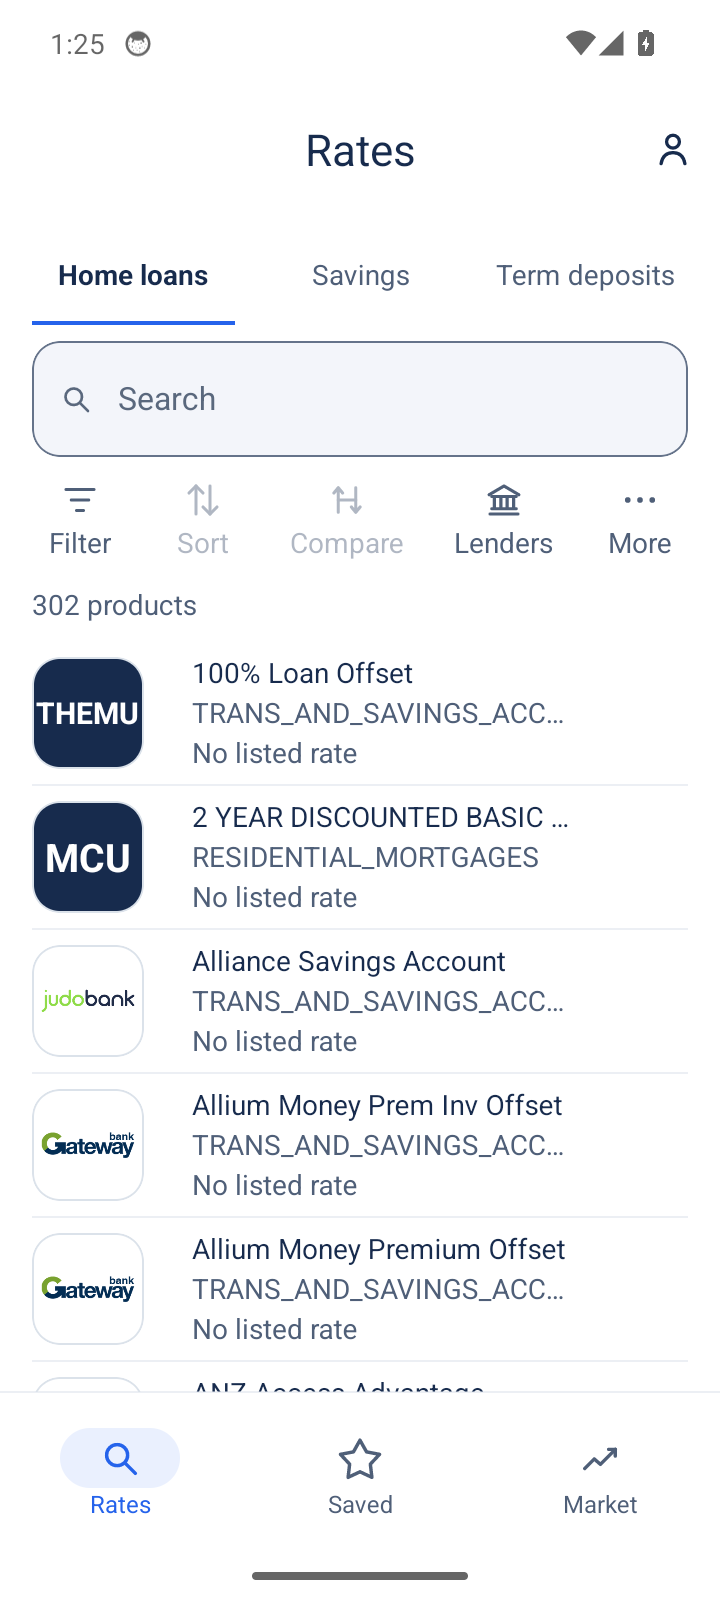 1:25
Rates
Home loans
Savings
Term deposits
Search
Filter
Sort
Compare
Lenders
More
302 products
THEMU
100% Loan Offset
TRANS_AND_SAVINGS_ACC...
No listed rate
MCU
2 YEAR DISCOUNTED BASIC ...
RESIDENTIAL_MORTGAGES
No listed rate
judobank
Alliance Savings Account
TRANS_AND_SAVINGS_ACC...
No listed rate
Gateway bank
Allium Money Prem Inv Offset
TRANS_AND_SAVINGS_ACC...
No listed rate
Gateway bank
Allium Money Premium Offset
TRANS_AND_SAVINGS_ACC...
No listed rate
ANZ Access Advantage
Rates
Saved
Market